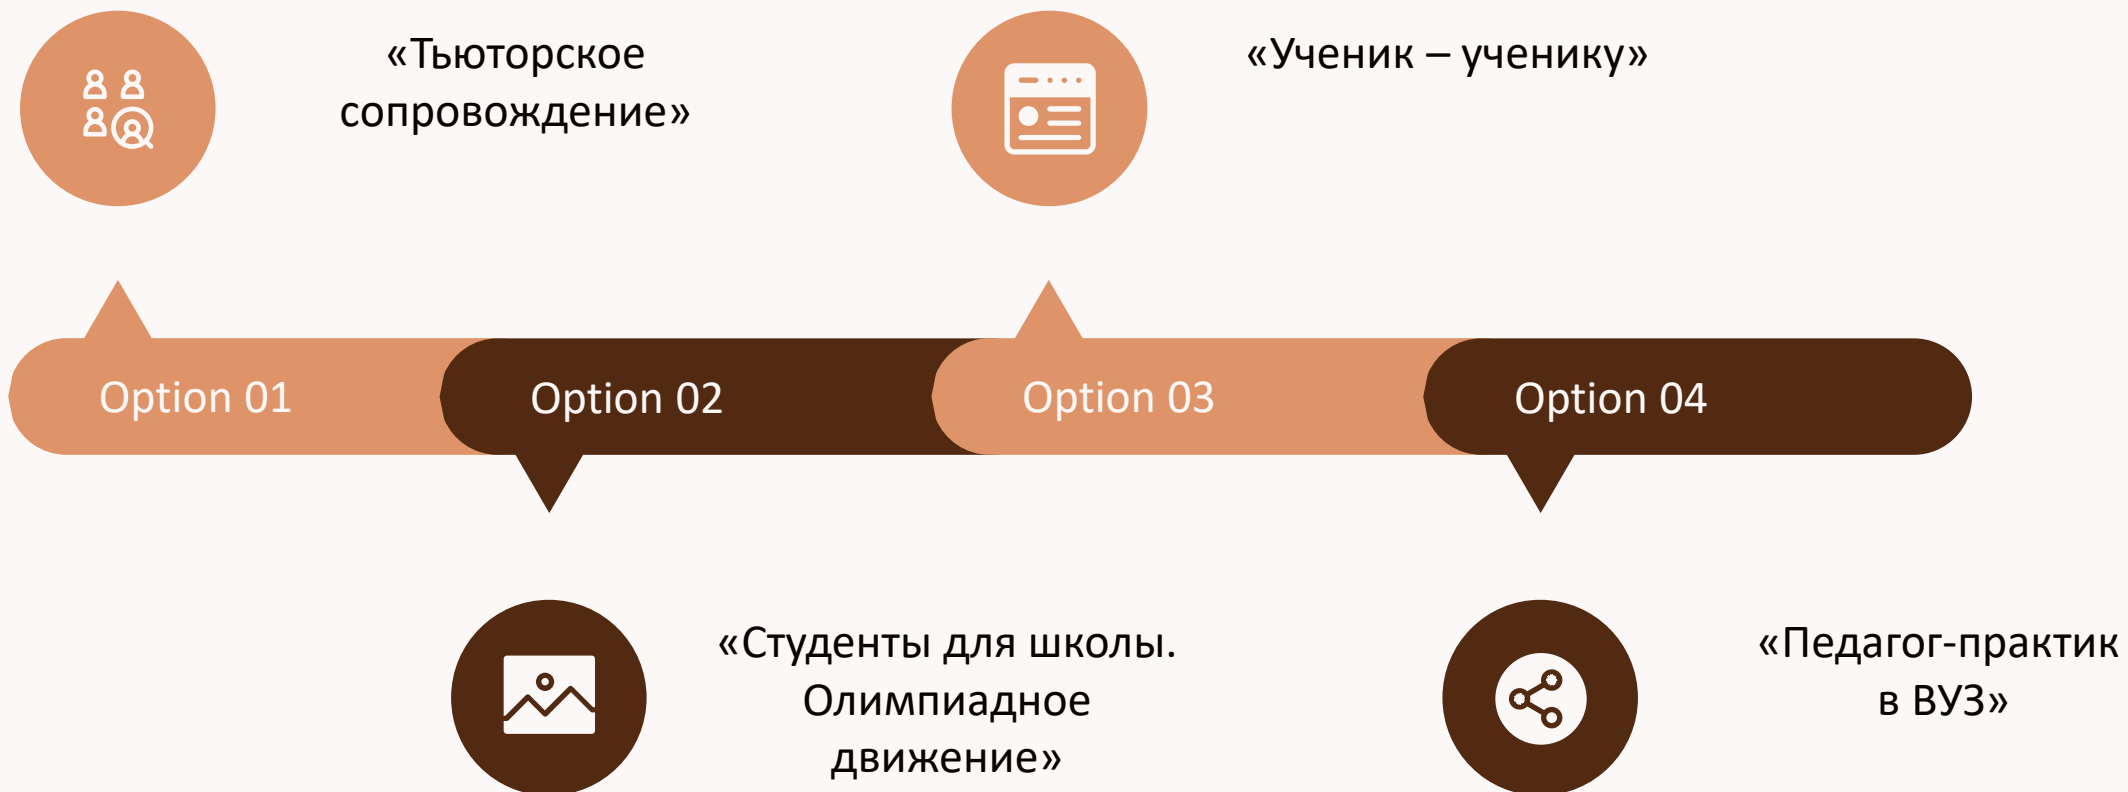 «Тьюторское
сопровождение»
«Ученик – ученику»
Option 01
Option 02
Option 03
Option 04
«Студенты для школы.
Олимпиадное
движение»
«Педагог-практик
в ВУЗ»